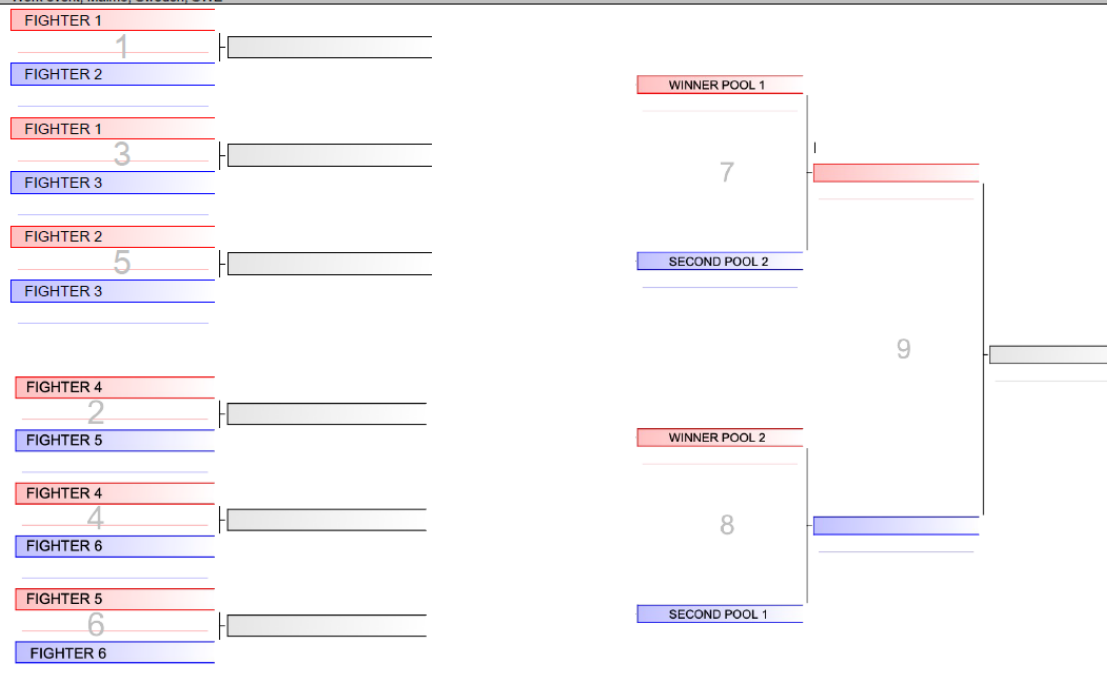 FIGHTER 1
1
FIGHTER 2
FIGHTER 1
3
FIGHTER 3
FIGHTER 2
5
FIGHTER 3
FIGHTER 4
2
FIGHTER 5
FIGHTER 4
4
FIGHTER 6
FIGHTER 5
6
FIGHTER 6
WINNER POOL 1
7
SECOND POOL 2
WINNER POOL 2
8
SECOND POOL 1
9